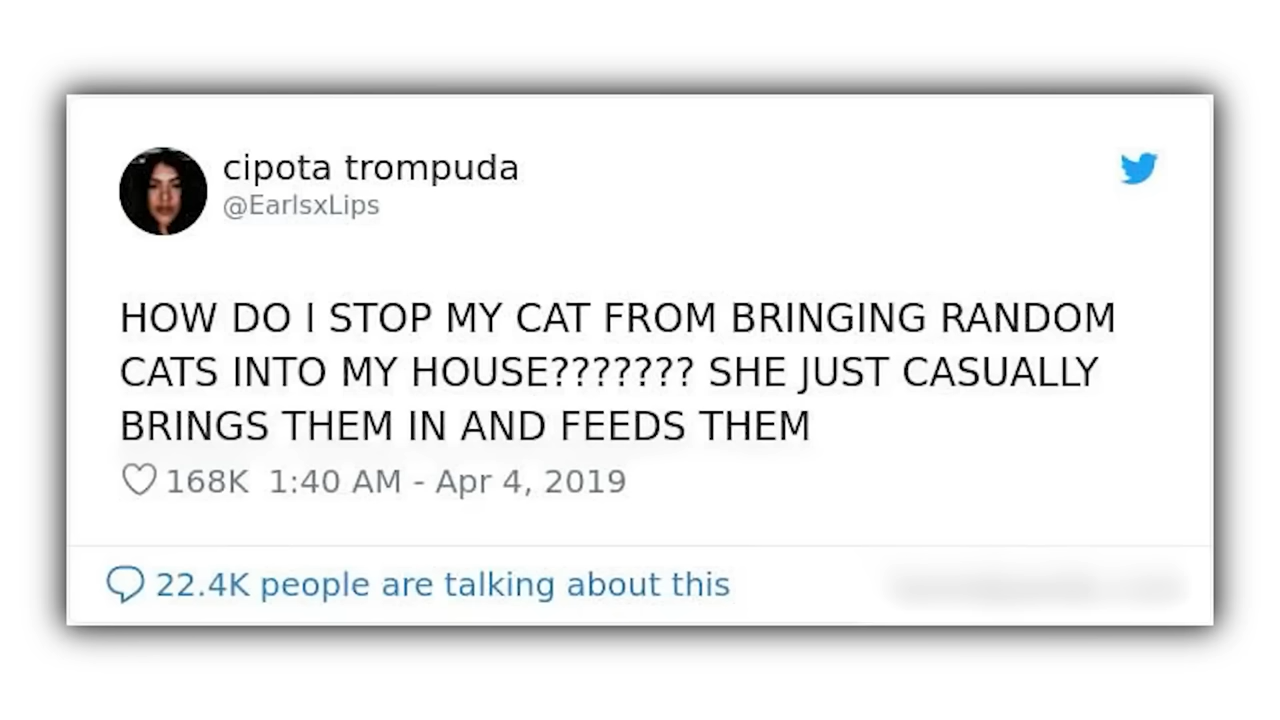 cipota trompuda
@EarlsxLips
HOW DO I STOP MY CAT FROM BRINGING RANDOM
CATS INTO MY HOUSE??????? SHE JUST CASUALLY
BRINGS THEM IN AND FEEDS THEM
168K 1:40 AM - Apr 4, 2019
22.4K people are talking about this